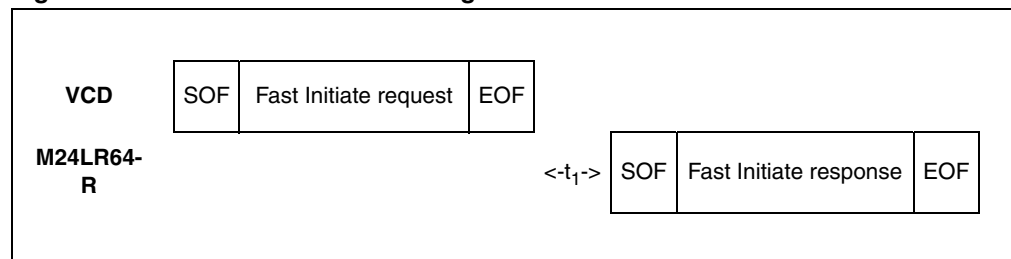 VCD SOF Fast Initiate request EOF
M24LR64-
R
<-t₁-> SOF Fast Initiate response EOF